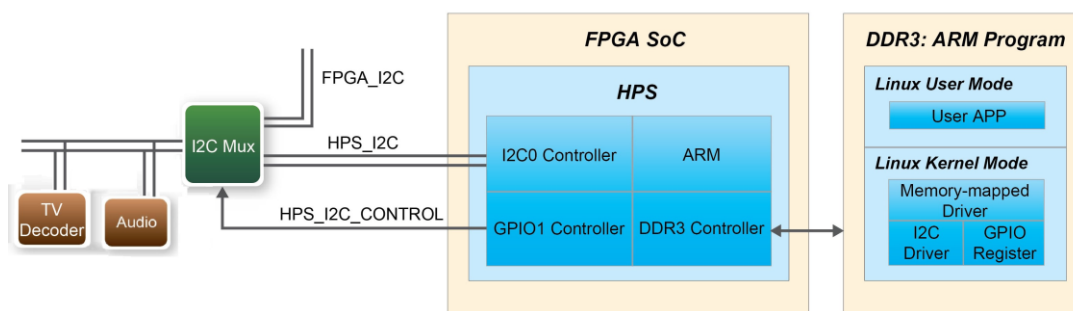 FPGA SoC
DDR3: ARM Program
FPGA_I2C
HPS
Linux User Mode
User APP
I2C Mux
HPS_I2C
I2C0 Controller
ARM
Linux Kernel Mode
Memory-mapped
Driver
TV
Decoder
Audio
HPS_I2C_CONTROL
GPIO1 Controller
DDR3 Controller
I2C
Driver
GPIO
Register